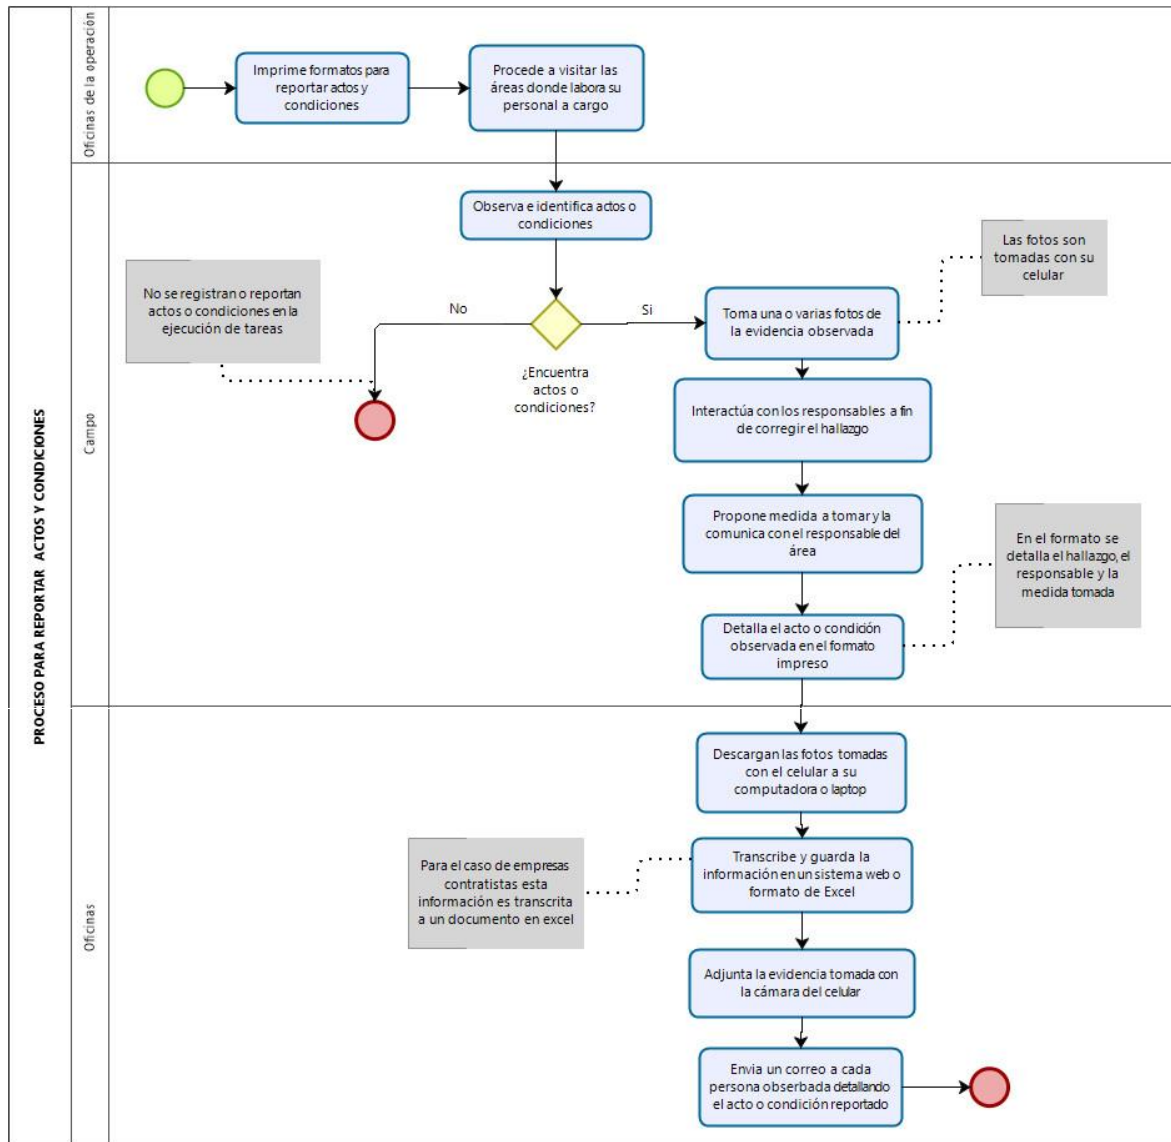 PROCESO PARA REPORTAR ACTOS Y CONDICIONES
Oficinas de la operación
Imprime formatos para
reportar actos y
condiciones
Procede a visitar las
áreas donde labora su
personal a cargo
Campo
Observa e identifica actos o
condiciones
Las fotos son
tomadas con su
celular
No se registran o reportan
actos o condiciones en la
ejecución de tareas
No
Si
¿Encuentra
actos o
condiciones?
Toma una o varias fotos de
la evidencia observada
Interactúa con los responsables a fin
de corregir el hallazgo
Propone medida a tomar y la
comunica con el responsable del
área
En el formato se
detalla el hallazgo, el
responsable y la
medida tomada
Detalla el acto o condición
observada en el formato
impreso
Oficinas
Descargan las fotos tomadas
con el celular a su
computadora o laptop
Para el caso de empresas
contratistas esta
información es transcrita
a un documento en excel
Transcribe y guarda la
información en un sistema web o
formato de Excel
Adjunta la evidencia tomada con
la cámara del celular
Envia un correo a cada
persona obserbada detallando
el acto o condición reportado